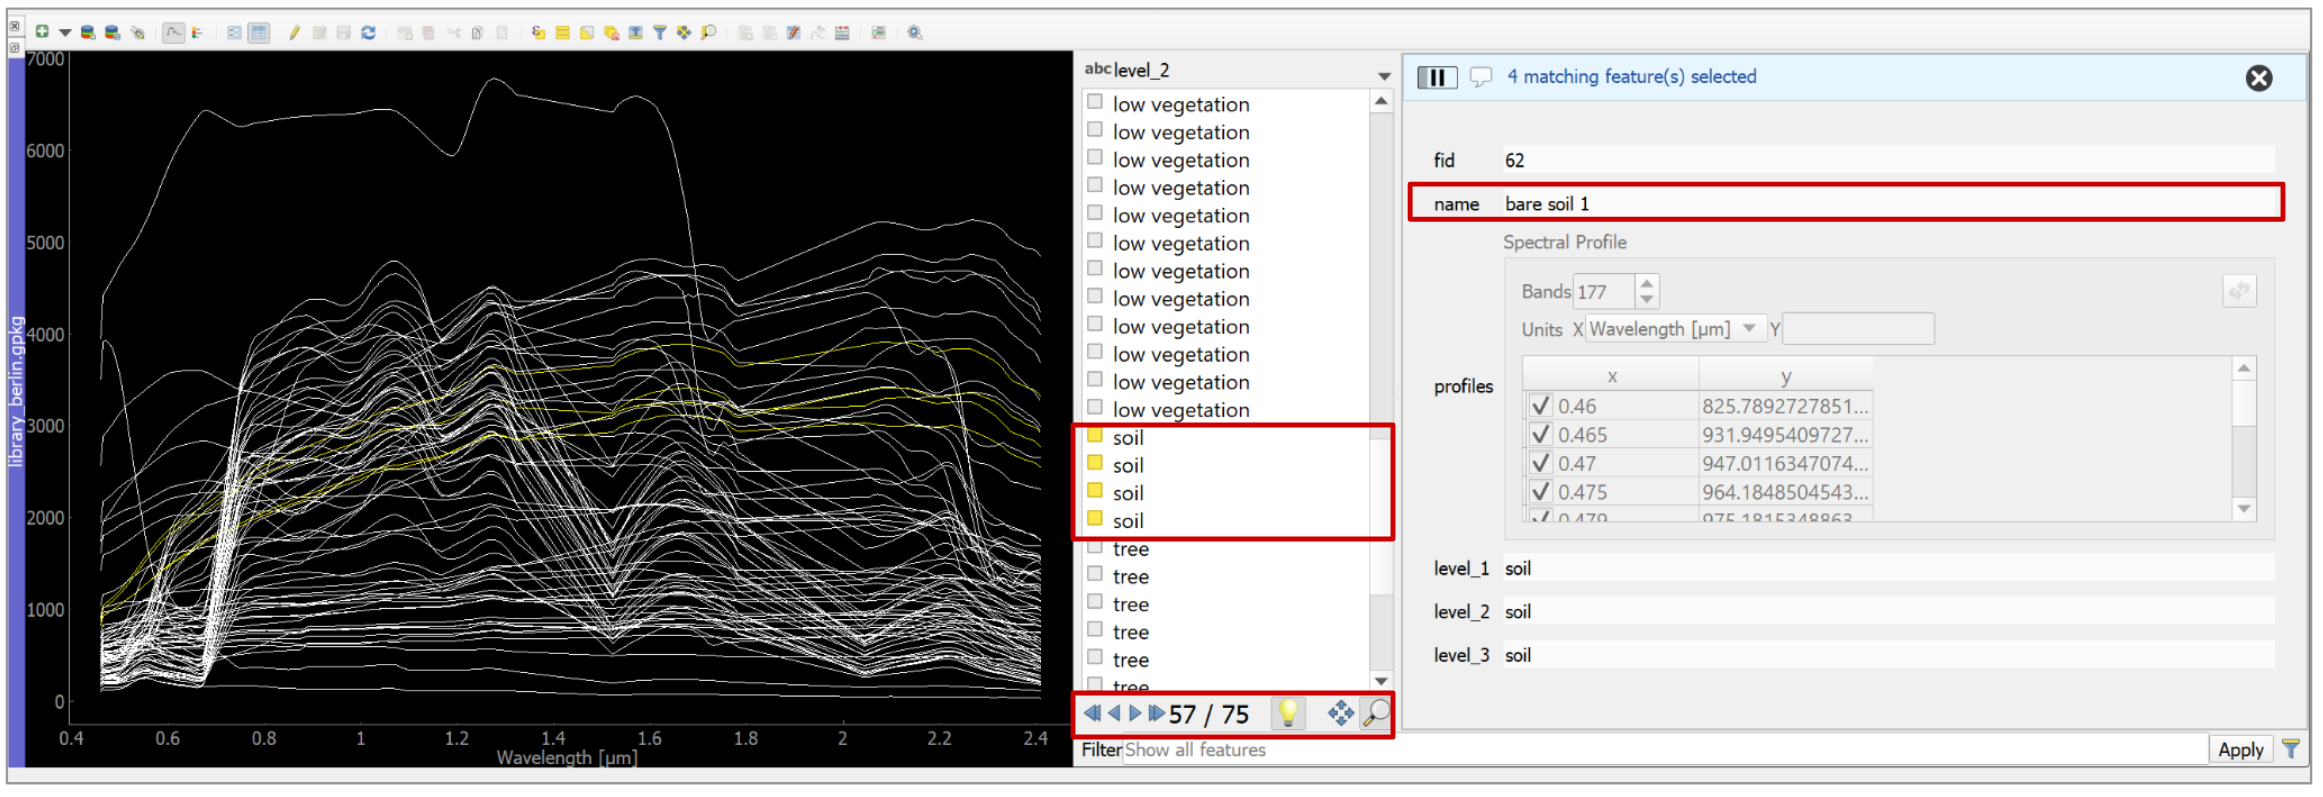 library_berlin.gpkg
7000
6000
5000
4000
3000
2000
1000
0
0.4 0.6 0.8 1 1.2 1.4 1.6 1.8 2 2.2 2.4
Wavelength [µm]
abc level_2
low vegetation
low vegetation
low vegetation
low vegetation
low vegetation
low vegetation
low vegetation
low vegetation
low vegetation
low vegetation
low vegetation
low vegetation
soil
soil
soil
soil
tree
tree
tree
tree
tree
tree
57 / 75
4 matching feature(s) selected
fid 62
name bare soil 1
Spectral Profile
Bands 177
Units X Wavelength [µm] Y
profiles
x y
0.46 825.7892727851...
0.465 931.9495409727...
0.47 947.0116347074...
0.475 964.1848504543...
0.479 975.1815348863...
level_1 soil
level_2 soil
level_3 soil
Filter Show all features Apply